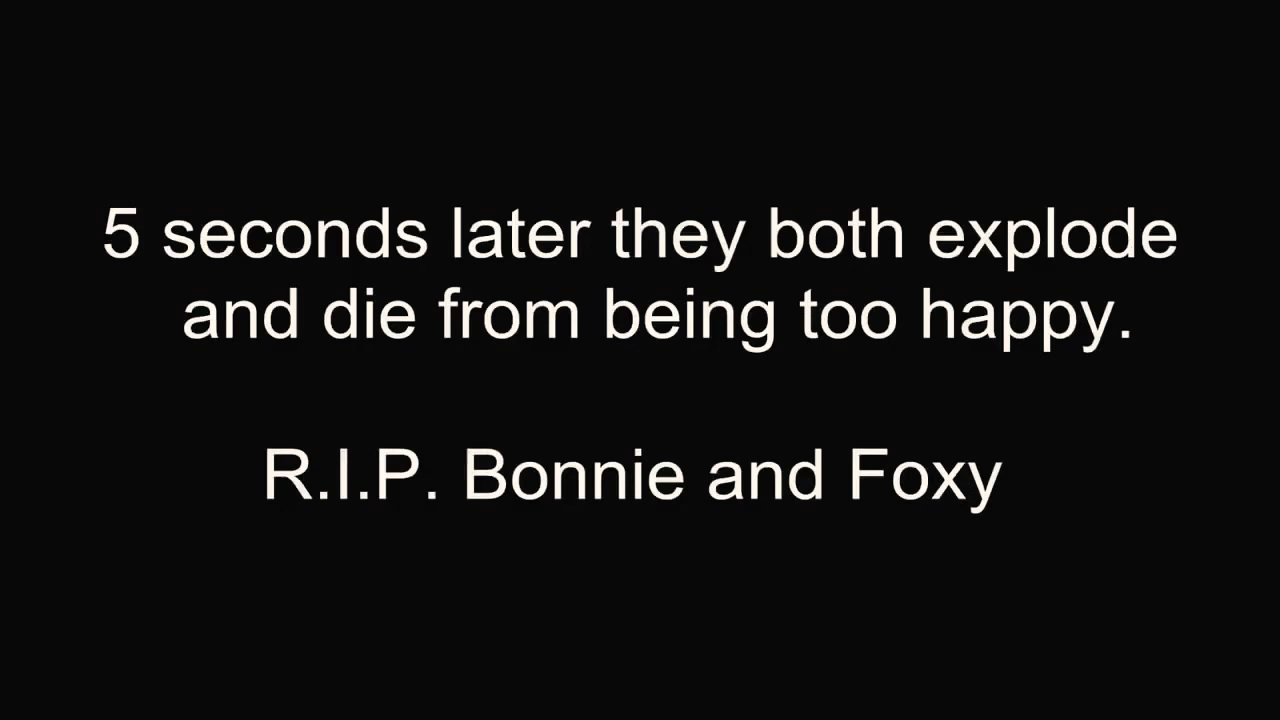 5 seconds later they both explode
and die from being too happy.
R.I.P. Bonnie and Foxy